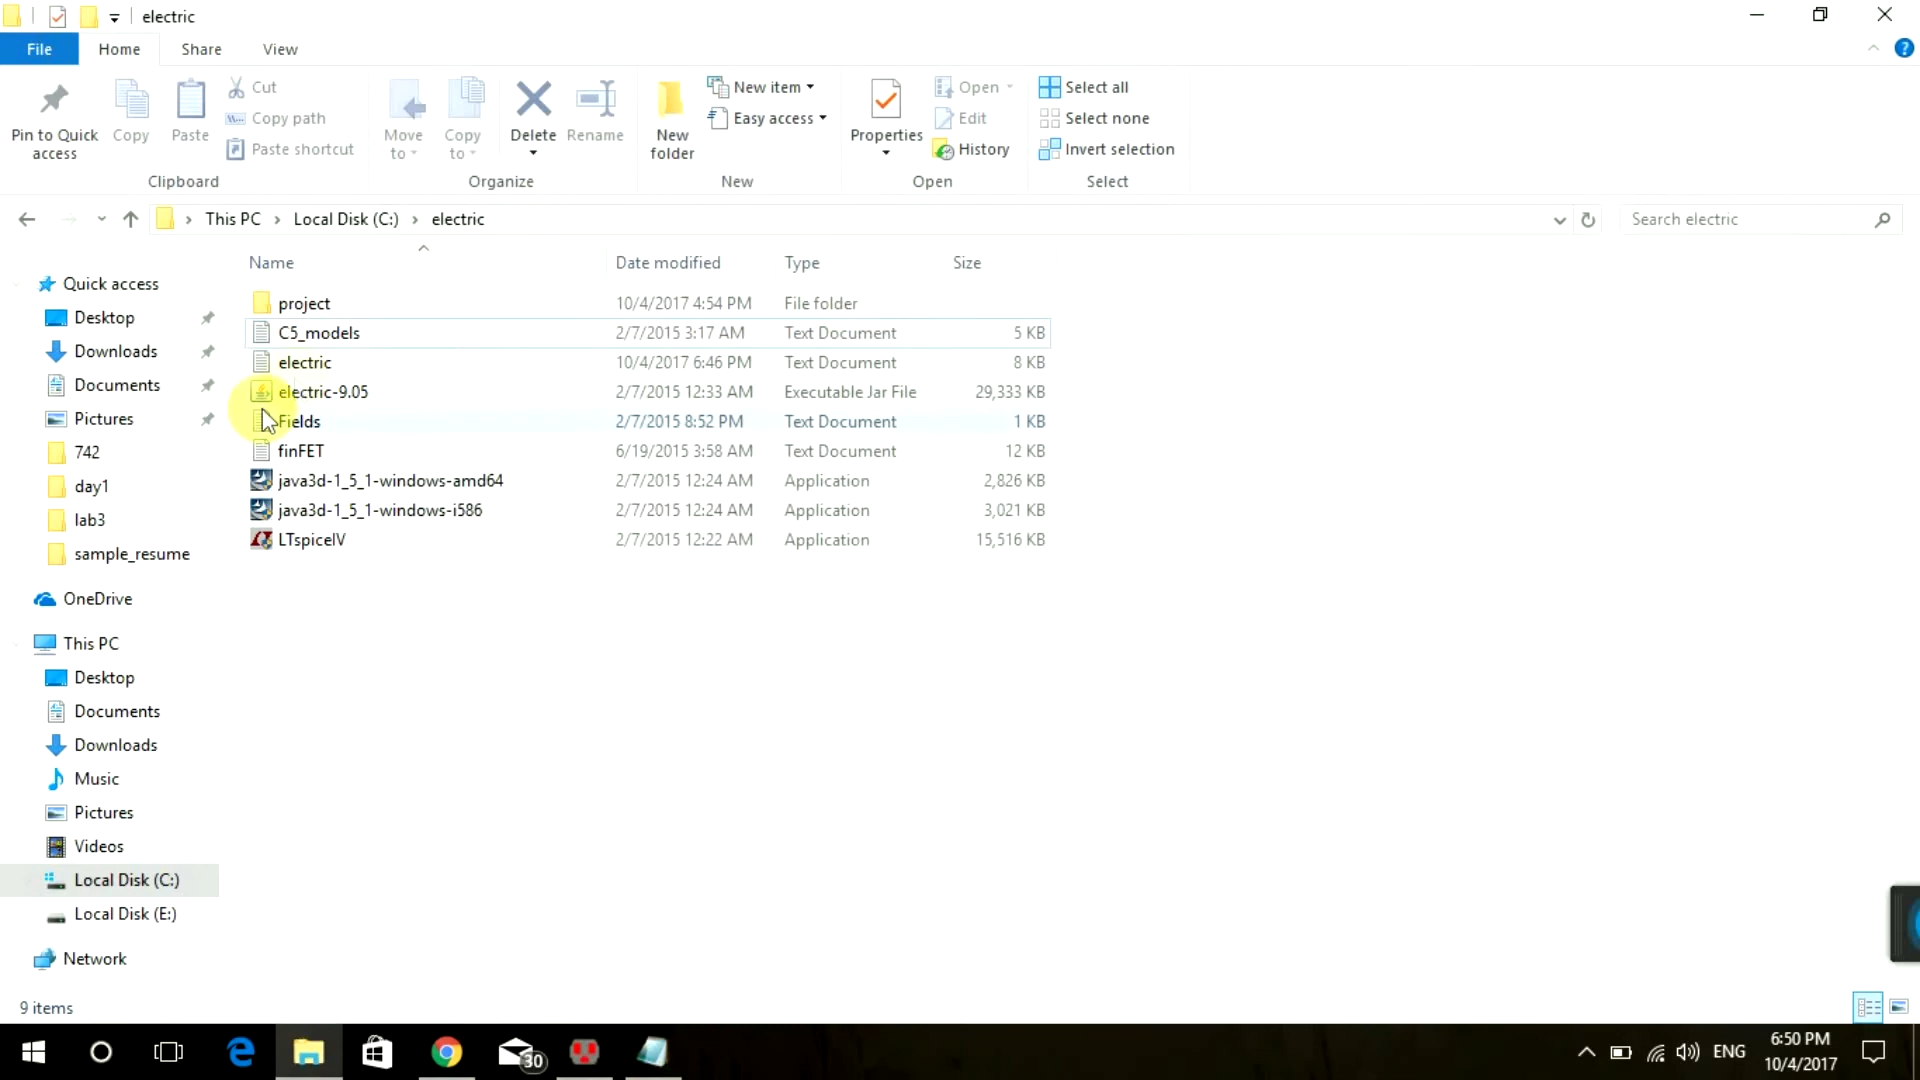 electric
File Home Share View
Pin to Quick access
Copy
Paste
Cut
Copy path
Paste shortcut
Clipboard
Move to
Copy to
Delete
Rename
Organize
New folder
New item
Easy access
New
Properties
Open
Edit
History
Open
Select all
Select none
Invert selection
Select
This PC Local Disk (C:) electric
Search electric
Name Date modified Type Size
project 10/4/2017 4:54 PM File folder
C5_models 2/7/2015 3:17 AM Text Document 5 KB
electric 10/4/2017 6:46 PM Text Document 8 KB
electric-9.05 2/7/2015 12:33 AM Executable Jar File 29,333 KB
Fields 2/7/2015 8:52 PM Text Document 1 KB
finFET 6/19/2015 3:58 AM Text Document 12 KB
java3d-1_5_1-windows-amd64 2/7/2015 12:24 AM Application 2,826 KB
java3d-1_5_1-windows-i586 2/7/2015 12:24 AM Application 3,021 KB
LTspiceIV 2/7/2015 12:22 AM Application 15,516 KB
Quick access
Desktop
Downloads
Documents
Pictures
742
day1
lab3
sample_resume
OneDrive
This PC
Desktop
Documents
Downloads
Music
Pictures
Videos
Local Disk (C:)
Local Disk (E:)
Network
9 items
30
ENG
6:50 PM
10/4/2017